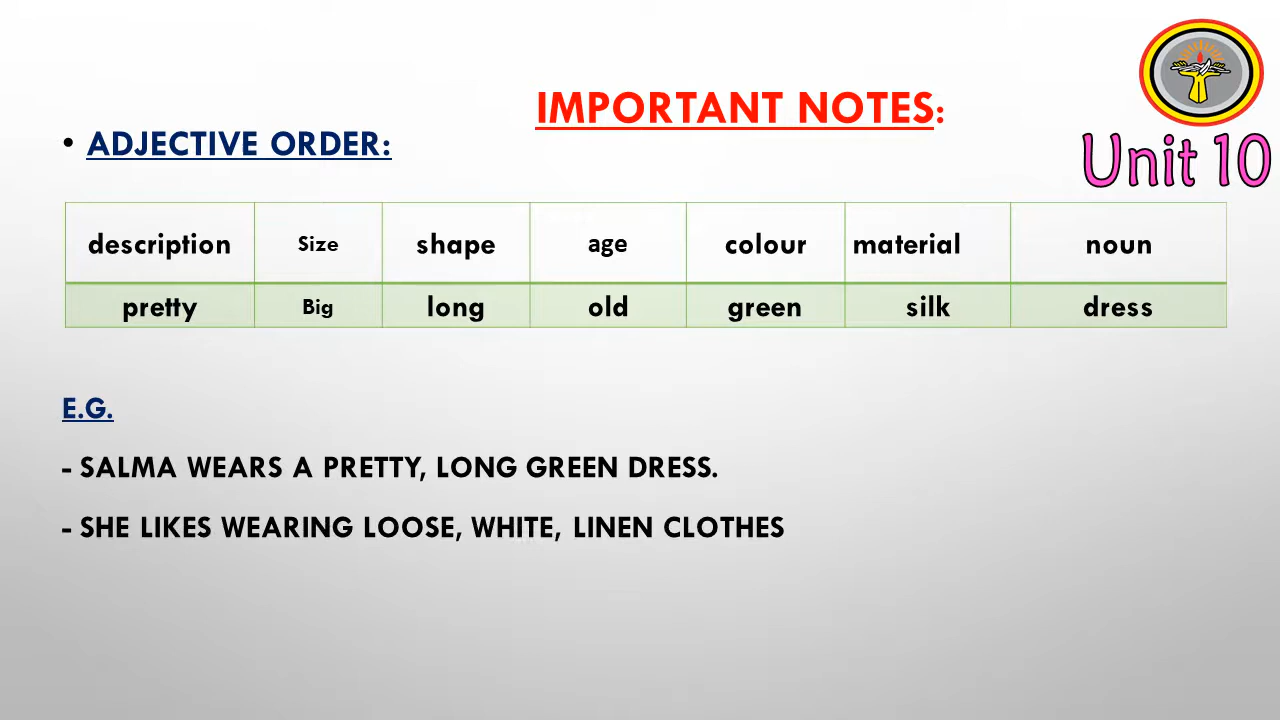 IMPORTANT NOTES:
• ADJECTIVE ORDER:
Unit 10
description Size shape age colour material noun
pretty Big long old green silk dress
E.G.
- SALMA WEARS A PRETTY, LONG GREEN DRESS.
- SHE LIKES WEARING LOOSE, WHITE, LINEN CLOTHES